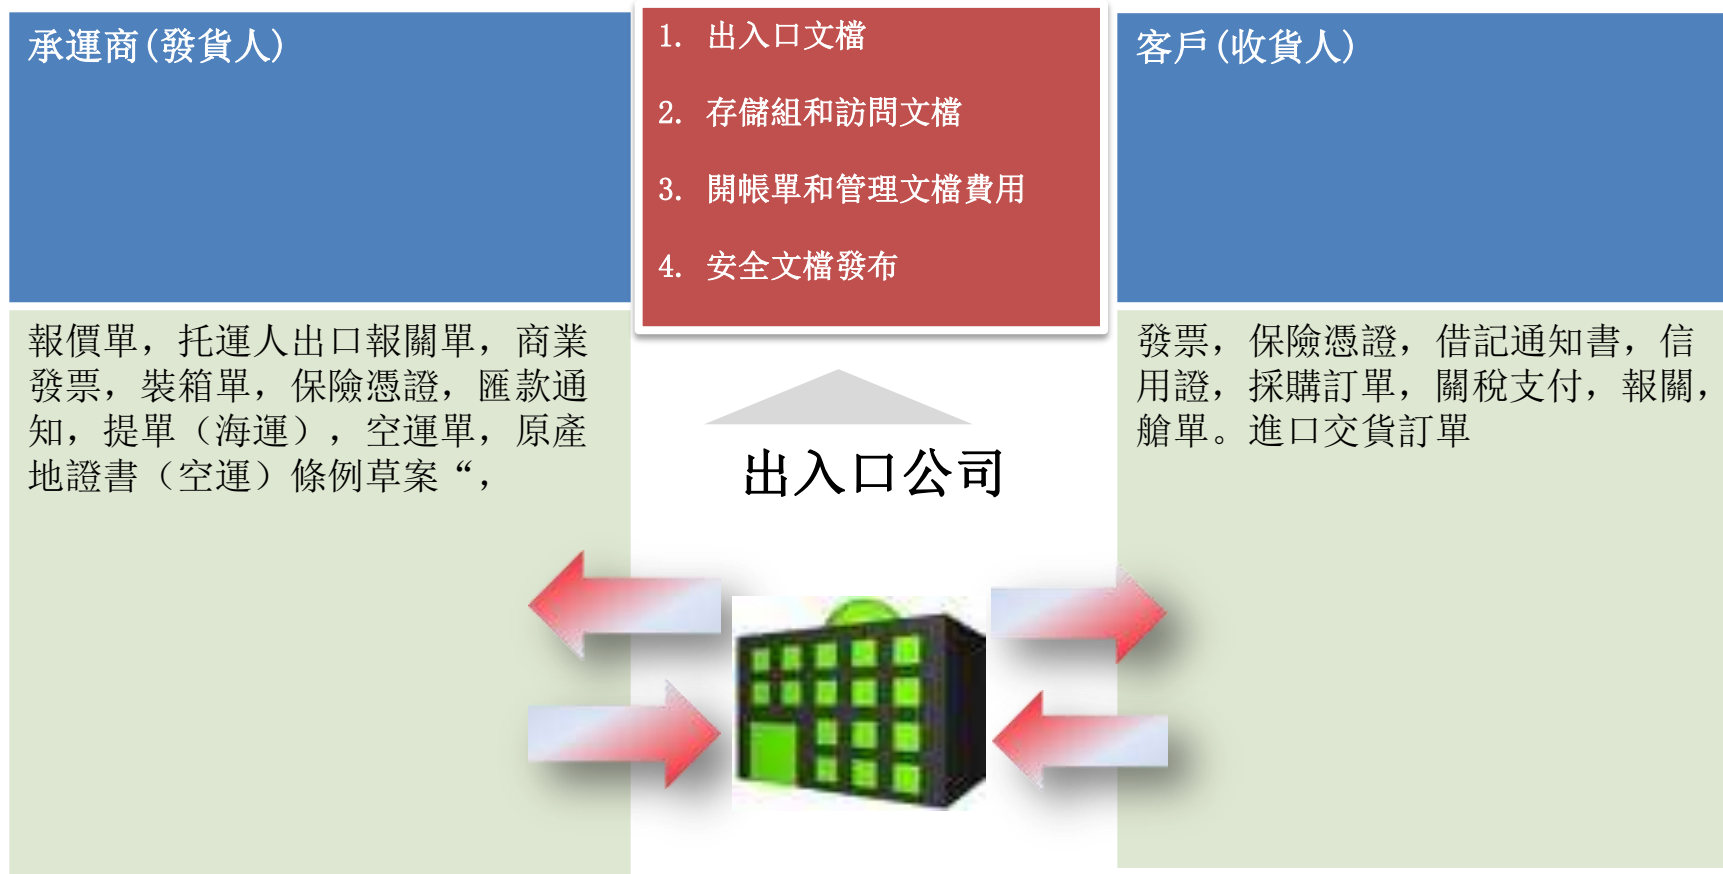 承運商(發貨人)
報價單，托運人出口報關單，商業
發票，裝箱單，保險憑證，匯款通
知，提單（海運），空運單，原產
地證書（空運）條例草案“，
1. 出入口文檔
2. 存儲組和訪問文檔
3. 開帳單和管理文檔費用
4. 安全文檔發布
出入口公司
客戶(收貨人)
發票，保險憑證，借記通知書，信
用證，採購訂單，關稅支付，報關，
艙單。進口交貨訂單